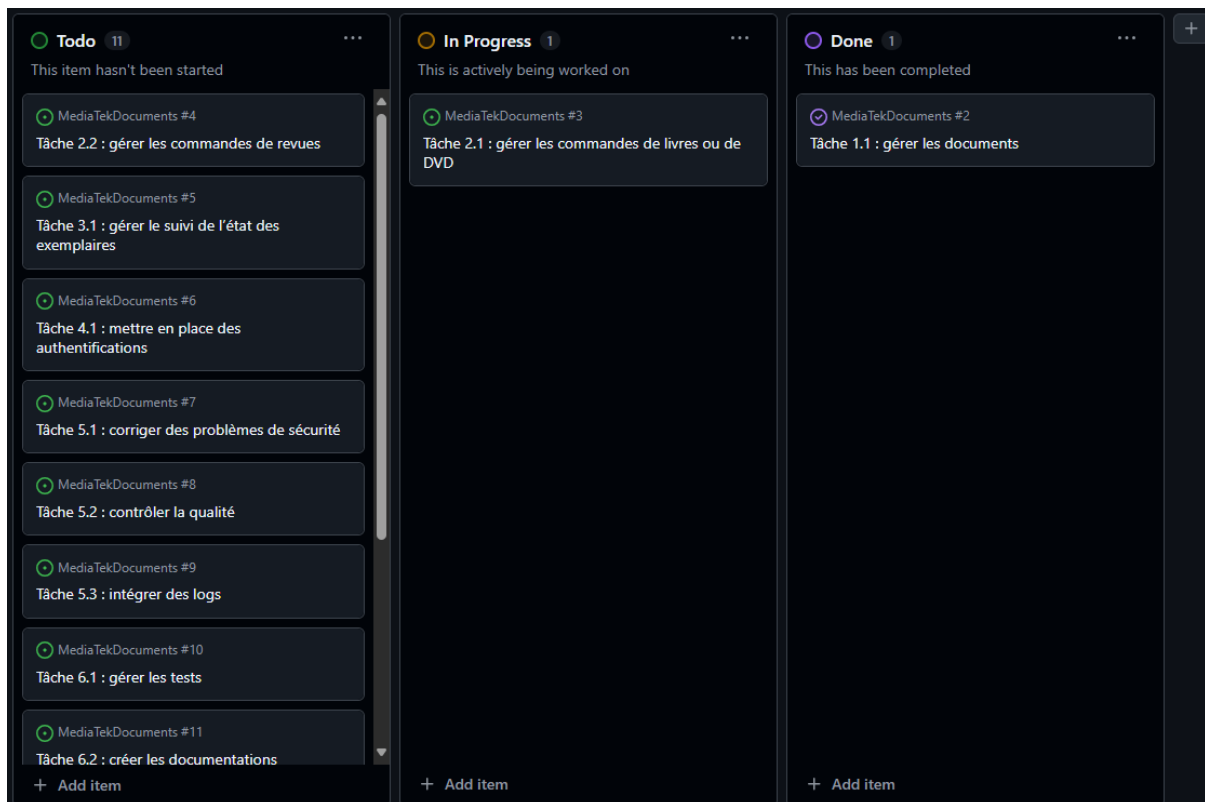 Todo 11
This item hasn't been started
MediaTekDocuments #4
Tâche 2.2 : gérer les commandes de revues
MediaTekDocuments #5
Tâche 3.1 : gérer le suivi de l’état des
exemplaires
MediaTekDocuments #6
Tâche 4.1 : mettre en place des
authentifications
MediaTekDocuments #7
Tâche 5.1 : corriger des problèmes de sécurité
MediaTekDocuments #8
Tâche 5.2 : contrôler la qualité
MediaTekDocuments #9
Tâche 5.3 : intégrer des logs
MediaTekDocuments #10
Tâche 6.1 : gérer les tests
MediaTekDocuments #11
Tâche 6.2 : créer les documentations
+ Add item
In Progress 1
This is actively being worked on
MediaTekDocuments #3
Tâche 2.1 : gérer les commandes de livres ou de
DVD
+ Add item
Done 1
This has been completed
MediaTekDocuments #2
Tâche 1.1 : gérer les documents
+ Add item